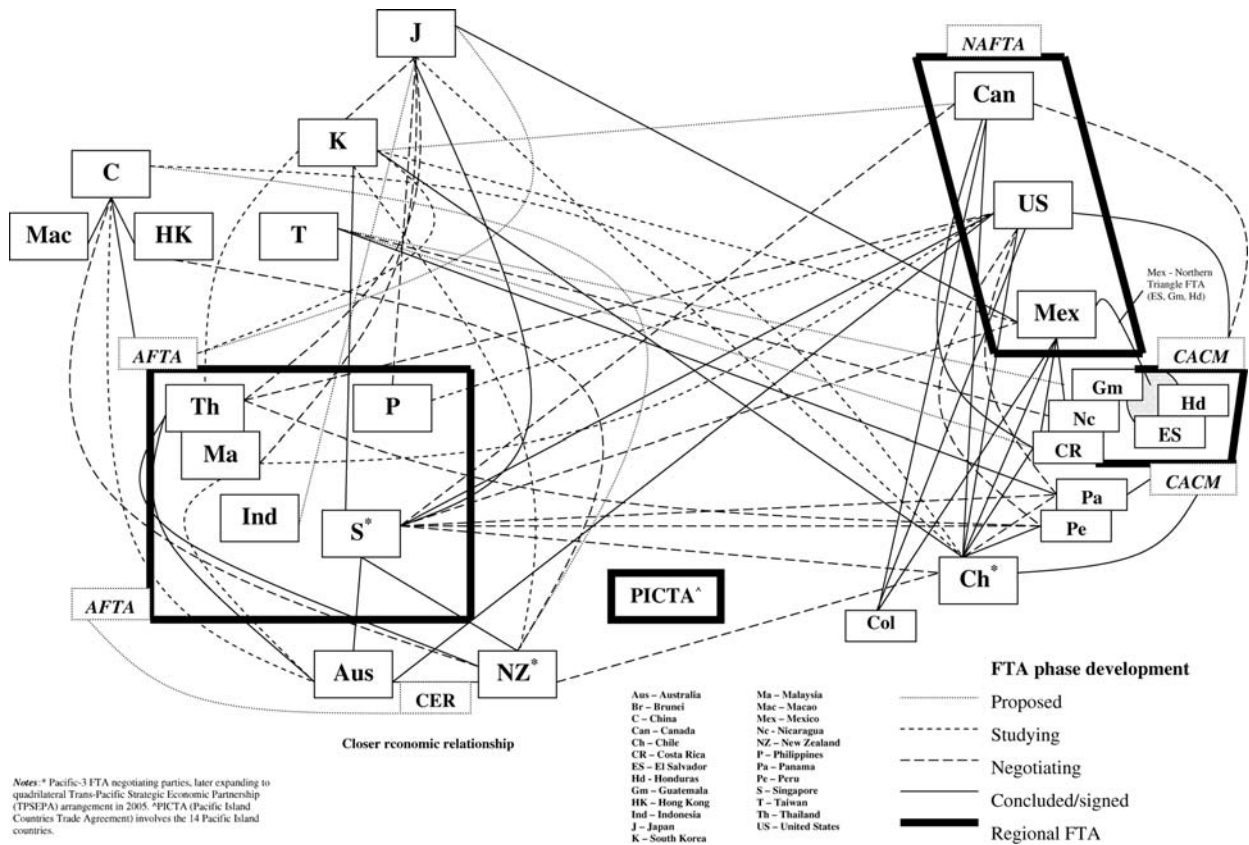 J
NAFTA
Can
K
C
US
Mac
HK
T
Mex - Northern
Triangle FTA
(ES, Gm, Hd)
Mex
AFTA
CACM
Gm
Th
P
Hd
Nc
ES
Ma
CR
CACM
Pa
Ind
S*
Pe
Ch*
PICTA^
AFTA
Col
Aus
NZ*
CER
Closer rconomic relationship
FTA phase development
Proposed
Studying
Negotiating
Concluded/signed
Regional FTA
Aus – Australia
Br – Brunei
C – China
Can – Canada
Ch – Chile
CR – Costa Rica
ES – El Salvador
Hd - Honduras
Gm – Guatemala
HK – Hong Kong
Ind – Indonesia
J – Japan
K – South Korea
Ma – Malaysia
Mac – Macao
Mex – Mexico
Nc - Nicaragua
NZ – New Zealand
P – Philippines
Pa – Panama
Pe – Peru
S – Singapore
T – Taiwan
Th – Thailand
US – United States
Notes:* Pacific-3 FTA negotiating parties, later expanding to
quadrilateral Trans-Pacific Strategic Economic Partnership
(TPSEPA) arrangement in 2005. ^PICTA (Pacific Island
Countries Trade Agreement) involves the 14 Pacific Island
countries.